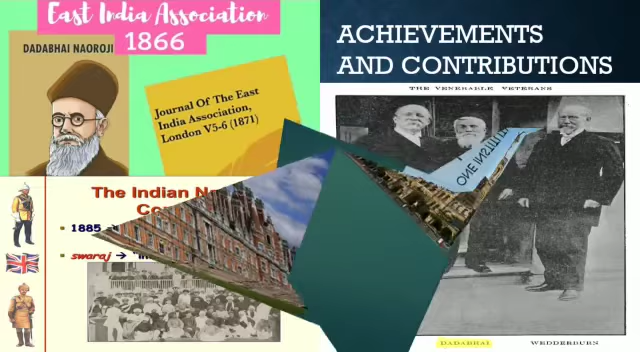 East India Association
1866
DADABHAI NAOROJI
Journal Of The East
India Association,
London V5-6 (1871)
ACHIEVEMENTS
AND CONTRIBUTIONS
THE VENERABLE VETERANS
The Indian
1885
swaraj →
DADABHAI WEDDERBURN